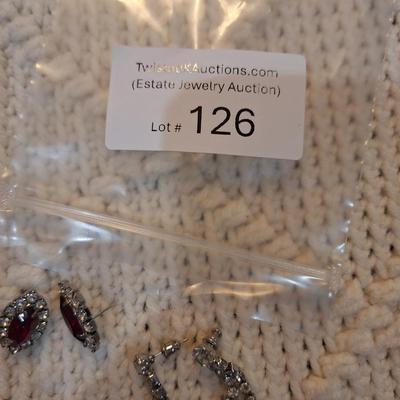 (Estate Jewelry Auction)
Lot # 126